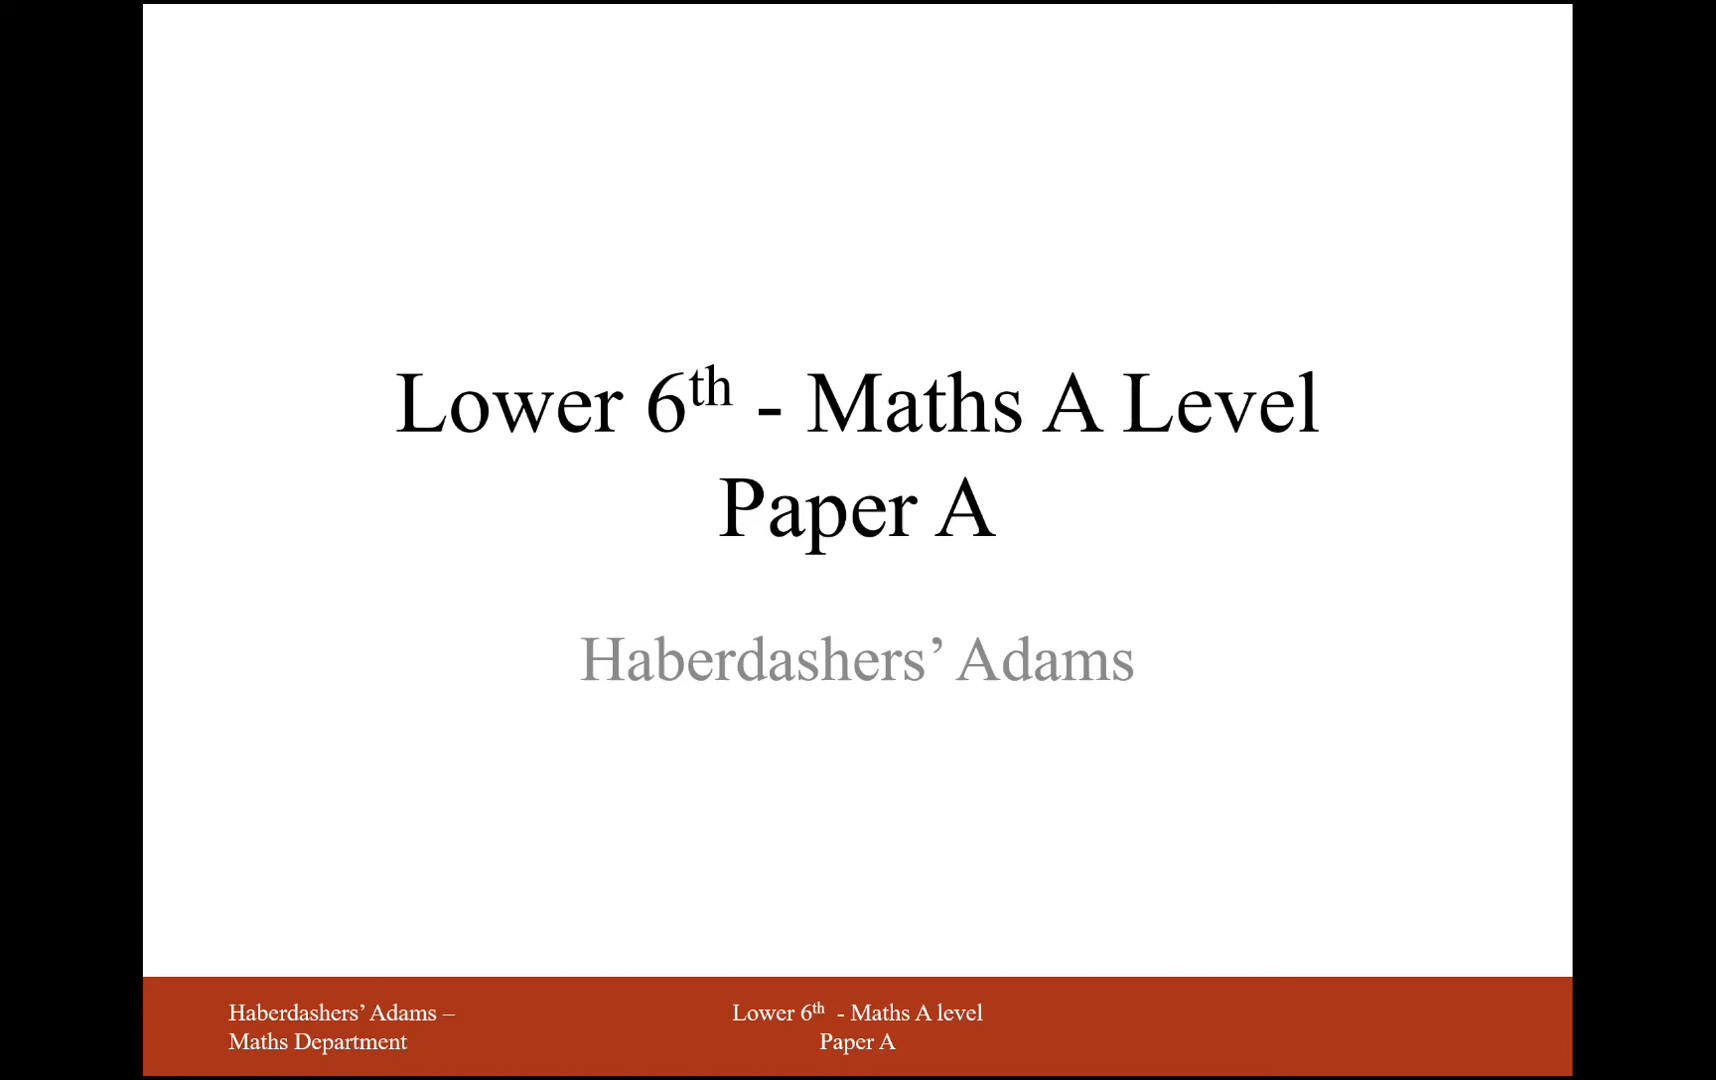 Lower 6th - Maths A Level
Paper A
Haberdashers’ Adams
Haberdashers’ Adams –
Maths Department
Lower 6th - Maths A level
Paper A